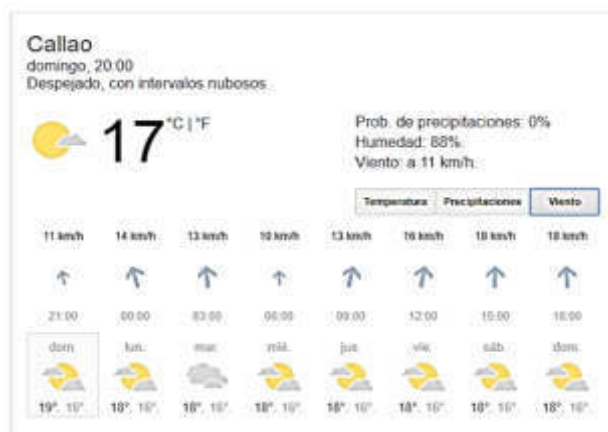 Callao
domingo, 20:00
Despejado, con intervalos nubosos
17 °C | °F
Prob. de precipitaciones: 0%
Humedad: 88%
Viento: a 11 km/h.
Temperatura Precipitaciones Viento
11 km/h 14 km/h 13 km/h 10 km/h 13 km/h 16 km/h 18 km/h 18 km/h
21:00 00:00 03:00 06:00 09:00 12:00 15:00 18:00
dom. lun. mar. mié. jue. vie. sáb. dom.
19° 16° 18° 16° 18° 16° 18° 16° 18° 16° 18° 16° 18° 16° 18° 16°